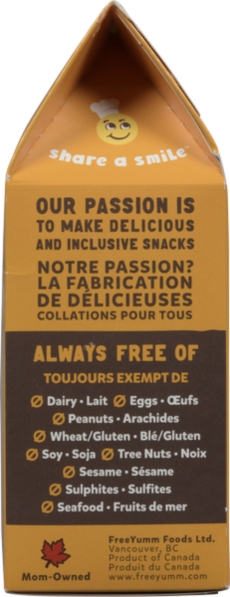 share a smile™
OUR PASSION IS
TO MAKE DELICIOUS
AND INCLUSIVE SNACKS
NOTRE PASSION?
LA FABRICATION
DE DÉLICIEUSES
COLLATIONS POUR TOUS
ALWAYS FREE OF
TOUJOURS EXEMPT DE
Dairy • Lait Eggs • Œufs
Peanuts • Arachides
Wheat/Gluten • Blé/Gluten
Soy • Soja Tree Nuts • Noix
Sesame • Sésame
Sulphites • Sulfites
Seafood • Fruits de mer
Mom-Owned
FreeYumm Foods Ltd.
Vancouver, BC
Product of Canada
Produit du Canada
www.freeyumm.com